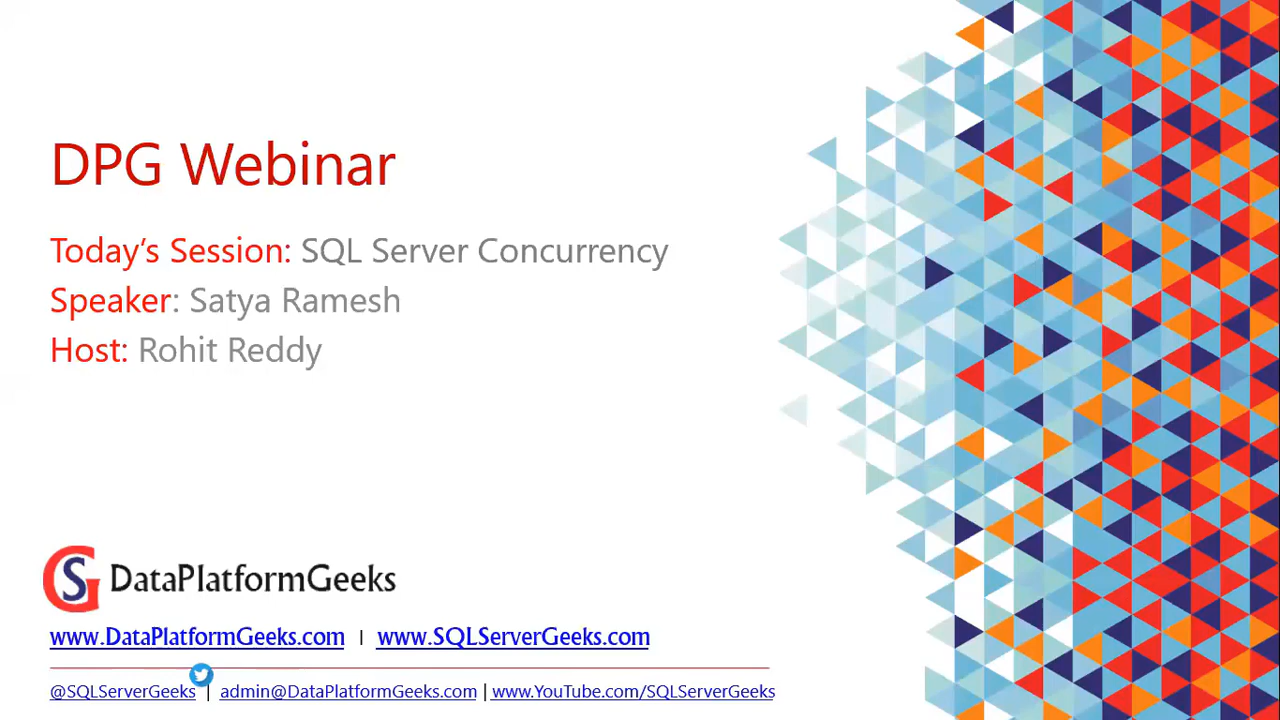 DPG Webinar
Today’s Session: SQL Server Concurrency
Speaker: Satya Ramesh
Host: Rohit Reddy
GS DataPlatformGeeks
www.DataPlatformGeeks.com | www.SQLServerGeeks.com
@SQLServerGeeks | admin@DataPlatformGeeks.com | www.YouTube.com/SQLServerGeeks